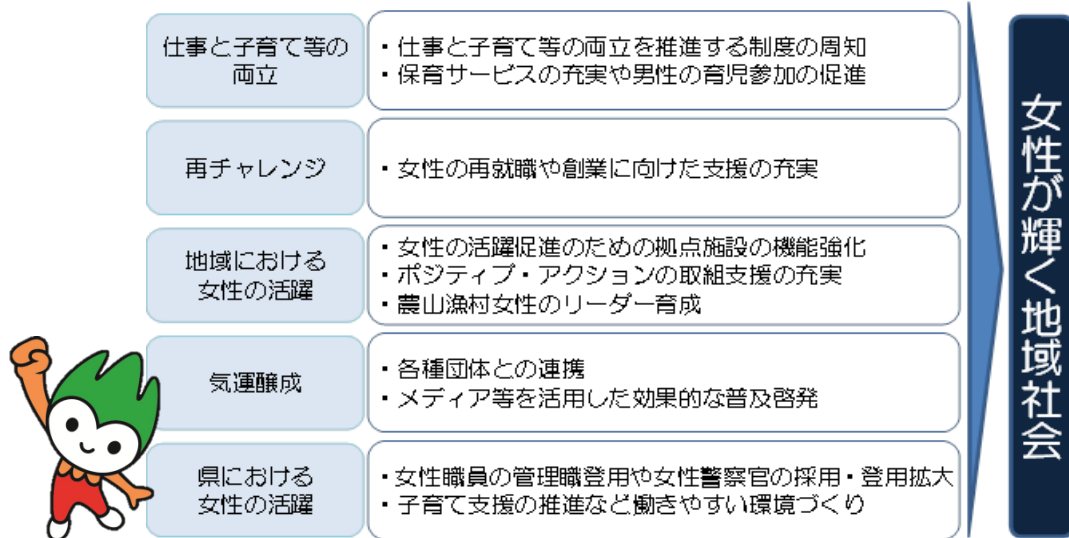 仕事と子育て等の
両立
・仕事と子育て等の両立を推進する制度の周知
・保育サービスの充実や男性の育児参加の促進
再チャレンジ
・女性の再就職や創業に向けた支援の充実
地域における
女性の活躍
・女性の活躍促進のための拠点施設の機能強化
・ポジティブ・アクションの取組支援の充実
・農山漁村女性のリーダー育成
気運醸成
・各種団体との連携
・メディア等を活用した効果的な普及啓発
県における
女性の活躍
・女性職員の管理職登用や女性警察官の採用・登用拡大
・子育て支援の推進など働きやすい環境づくり
女性が輝く地域社会